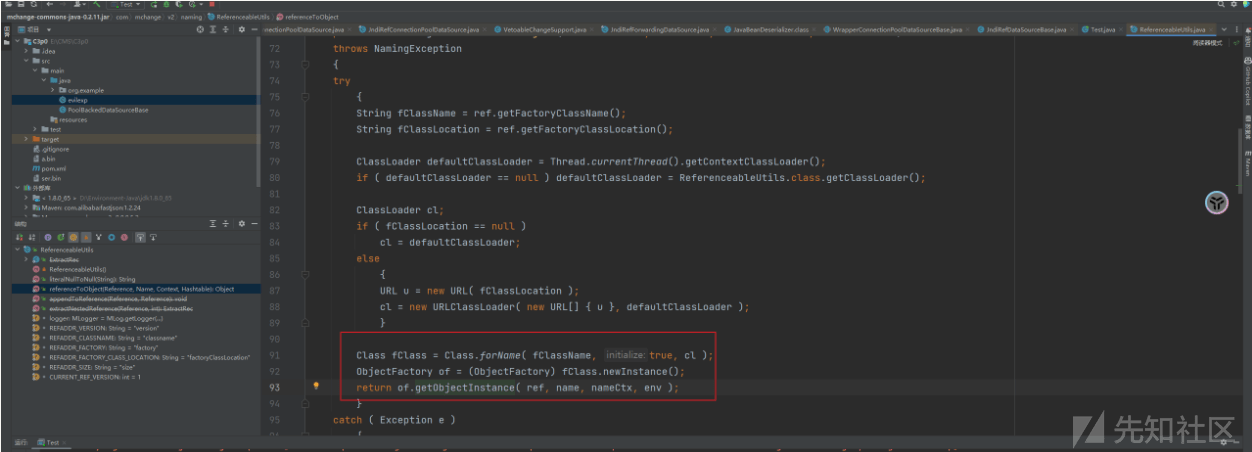 Test
mchange-commons-java-0.2.11.jar com mchange v2 naming ReferenceableUtils referenceToObject
项目
nnectionPoolDataSource.java JndiRefConnectionPoolDataSource.java VetoableChangeSupport.java JndiRefForwardingDataSource.java JavaBeanDeserializer.class WrapperConnectionPoolDataSourceBase.java JndiRefDataSourceBase.java Test.java ReferenceableUtils.java
阅读器模式
C3p0
.idea
src
main
java
org.example
evilexp
PoolBackedDataSourceBase
resources
test
target
.gitignore
a.bin
pom.xml
ser.bin
外部库
< 1.8.0_65 >
Maven: com.alibaba:fastjson:1.2.24
结构
ReferenceableUtils
ExtractRes
ReferenceableUtils()
literalNullToNull(String): String
referenceToObject(Reference, Name, Context, Hashtable): Object
appendToReference(Reference, Reference): void
extractNestedReference(Reference, int): ExtractRes
logger: MLogger = MLog.getLogger(...)
REFADDR_VERSION: String = "version"
REFADDR_CLASSNAME: String = "classname"
REFADDR_FACTORY: String = "factory"
REFADDR_FACTORY_CLASS_LOCATION: String = "factoryClassLocation"
REFADDR_SIZE: String = "size"
CURRENT_REF_VERSION: int = 1
72 throws NamingException
73 {
74 try
75 {
76 String fClassName = ref.getFactoryClassName();
77 String fClassLocation = ref.getFactoryClassLocation();
78
79 ClassLoader defaultClassLoader = Thread.currentThread().getContextClassLoader();
80 if ( defaultClassLoader == null ) defaultClassLoader = ReferenceableUtils.class.getClassLoader();
81
82 ClassLoader cl;
83 if ( fClassLocation == null )
84 cl = defaultClassLoader;
85 else
86 {
87 URL u = new URL( fClassLocation );
88 cl = new URLClassLoader( new URL[] { u }, defaultClassLoader );
89 }
90
91 Class fClass = Class.forName( fClassName, initialize: true, cl );
92 ObjectFactory of = (ObjectFactory) fClass.newInstance();
93 return of.getObjectInstance( ref, name, nameCtx, env );
94 }
95 catch ( Exception e )
运行: Test
先知社区